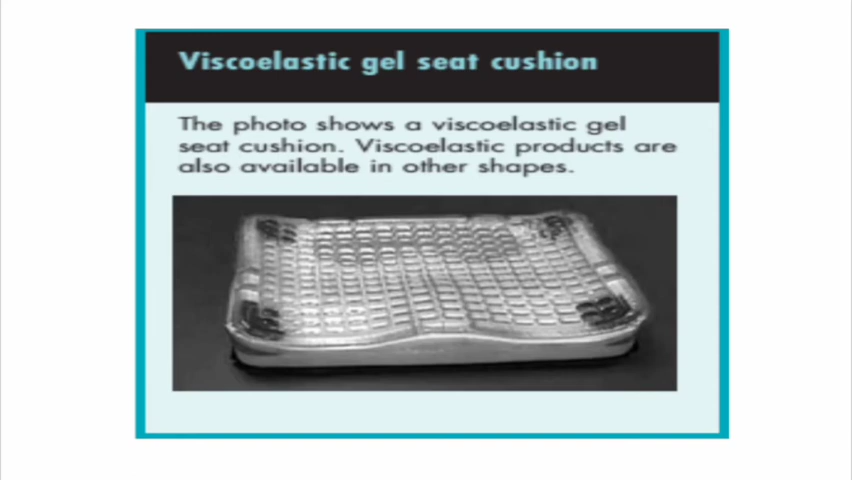 Viscoelastic gel seat cushion
The photo shows a viscoelastic gel
seat cushion. Viscoelastic products are
also available in other shapes.